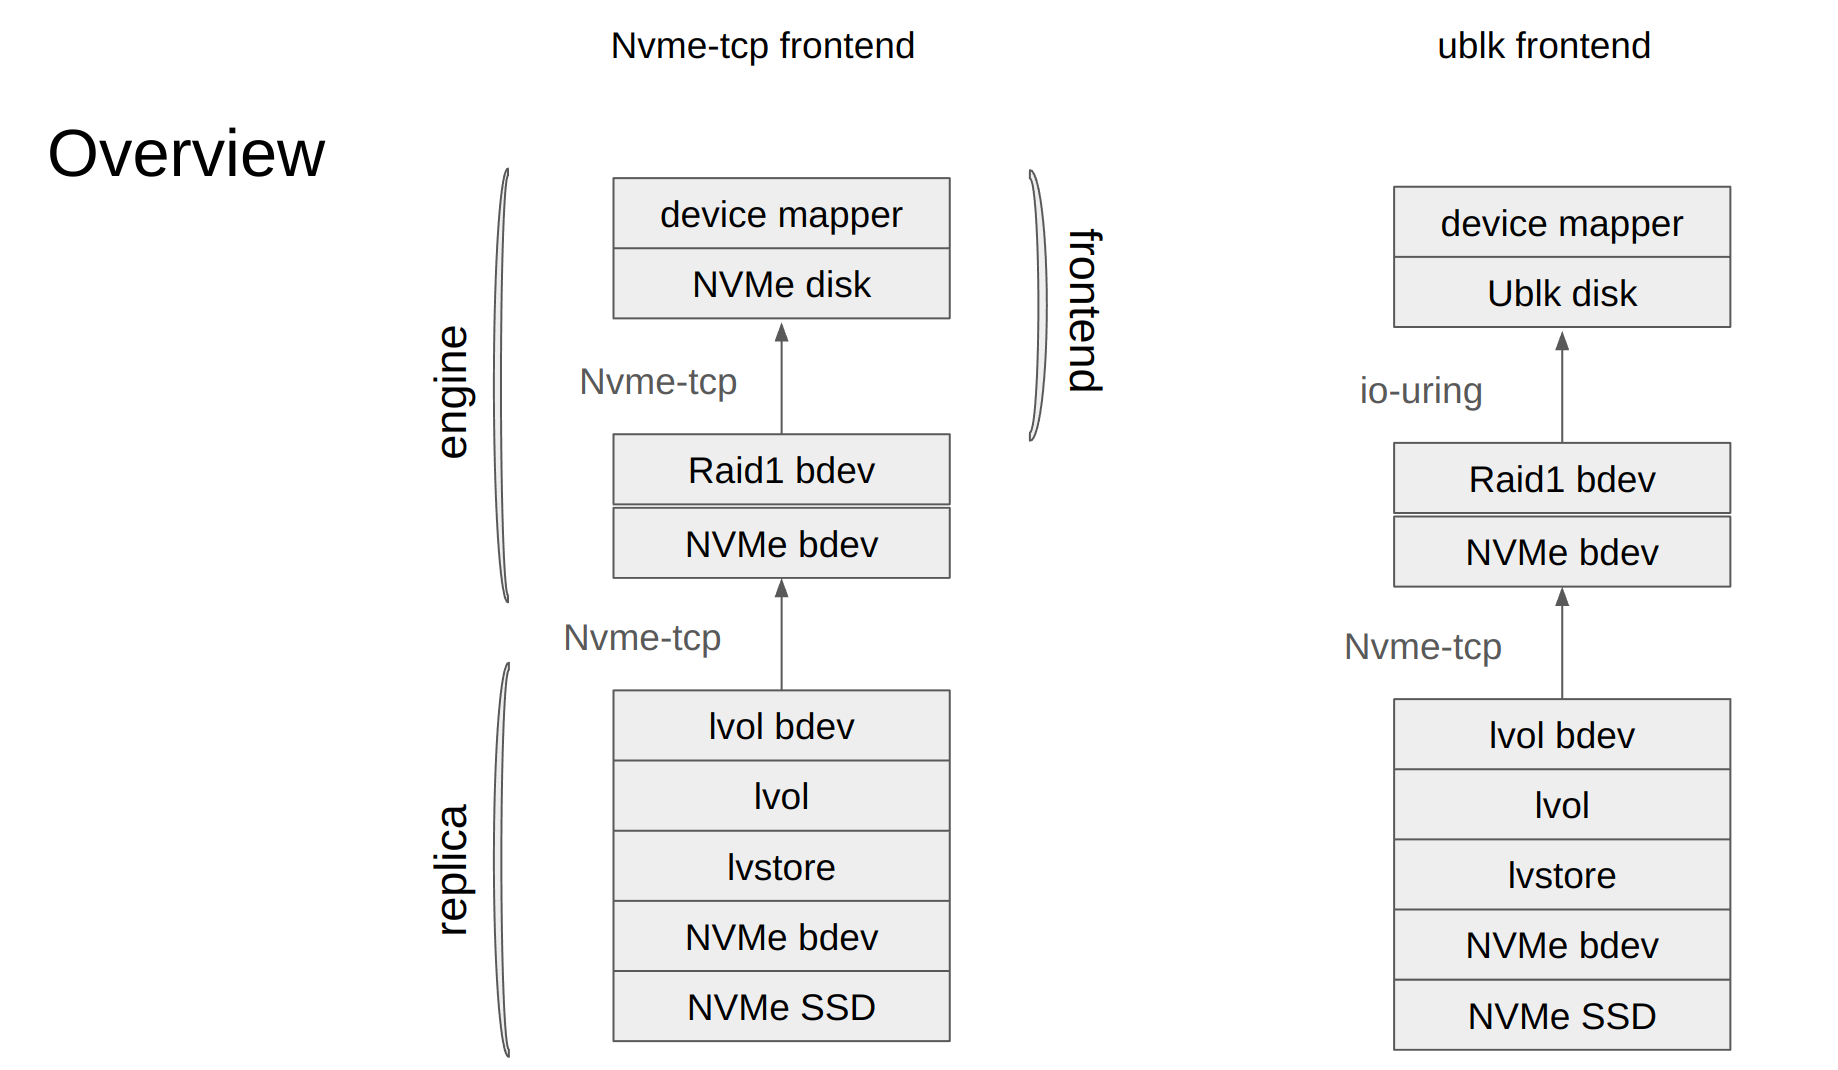 Nvme-tcp frontend
ublk frontend
Overview
engine
replica
device mapper
NVMe disk
Nvme-tcp
Raid1 bdev
NVMe bdev
Nvme-tcp
lvol bdev
lvol
lvstore
NVMe bdev
NVMe SSD
frontend
device mapper
Ublk disk
io-uring
Raid1 bdev
NVMe bdev
Nvme-tcp
lvol bdev
lvol
lvstore
NVMe bdev
NVMe SSD